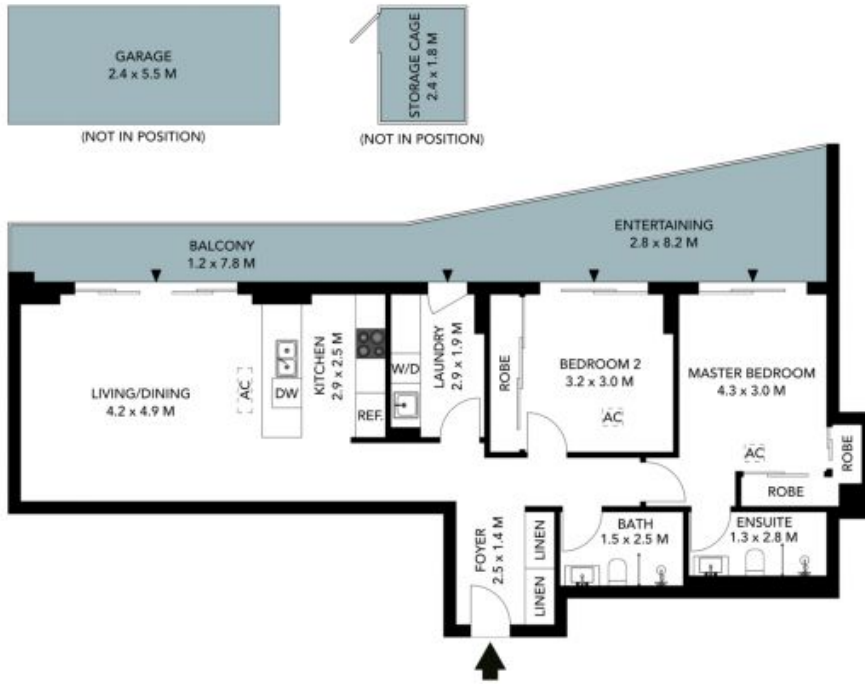 GARAGE
2.4 x 5.5 M
(NOT IN POSITION)
STORAGE CAGE
2.4 x 1.8 M
(NOT IN POSITION)
BALCONY
1.2 x 7.8 M
ENTERTAINING
2.8 x 8.2 M
LIVING/DINING
4.2 x 4.9 M
AC
DW
KITCHEN
2.9 x 2.5 M
REF.
W/D
LAUNDRY
2.9 x 1.9 M
ROBE
BEDROOM 2
3.2 x 3.0 M
AC
MASTER BEDROOM
4.3 x 3.0 M
AC
ROBE
ROBE
FOYER
2.5 x 1.4 M
LINEN
LINEN
BATH
1.5 x 2.5 M
ENSUITE
1.3 x 2.8 M